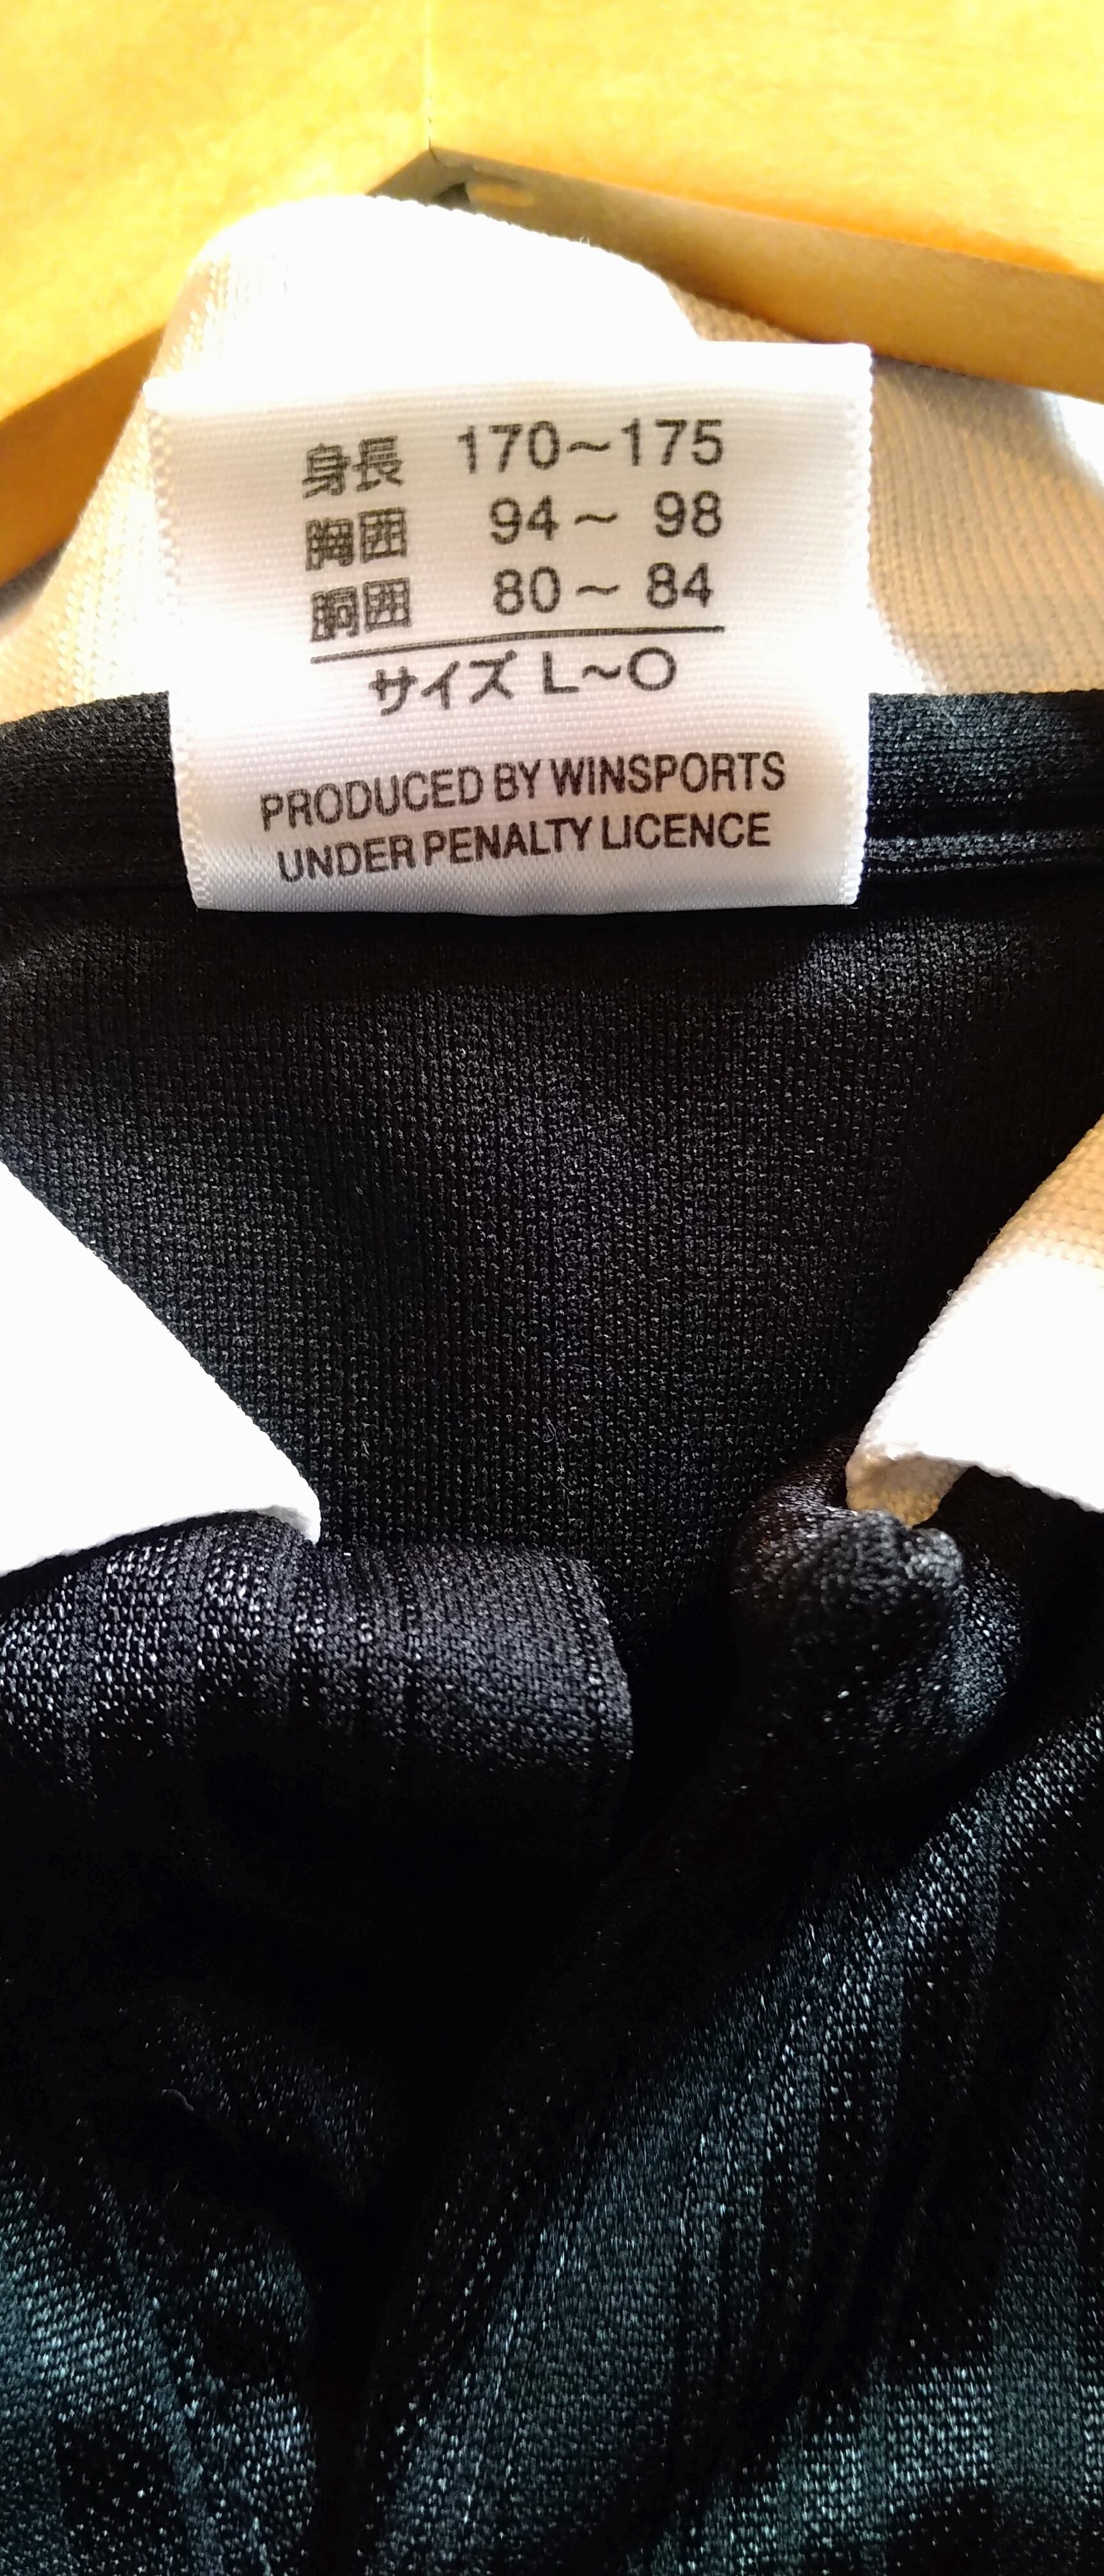 身長 170~175
胸囲 94~ 98
胴囲 80~ 84
サイズ L~O
PRODUCED BY WINSPORTS
UNDER PENALTY LICENCE